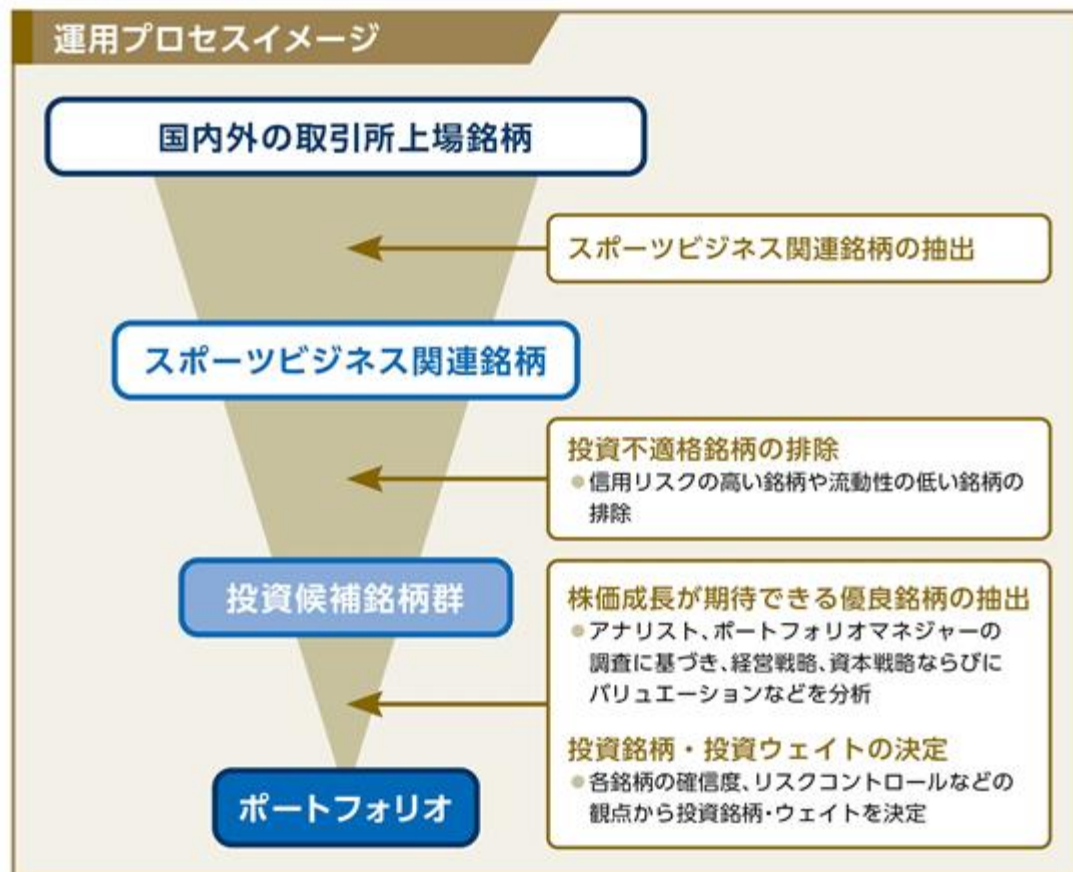 運用プロセスイメージ
国内外の取引所上場銘柄
スポーツビジネス関連銘柄の抽出
スポーツビジネス関連銘柄
投資不適格銘柄の排除
●信用リスクの高い銘柄や流動性の低い銘柄の
排除
投資候補銘柄群
株価成長が期待できる優良銘柄の抽出
●アナリスト、ポートフォリオマネジャーの
調査に基づき、経営戦略、資本戦略ならびに
バリュエーションなどを分析
投資銘柄・投資ウェイトの決定
●各銘柄の確信度、リスクコントロールなどの
観点から投資銘柄・ウェイトを決定
ポートフォリオ